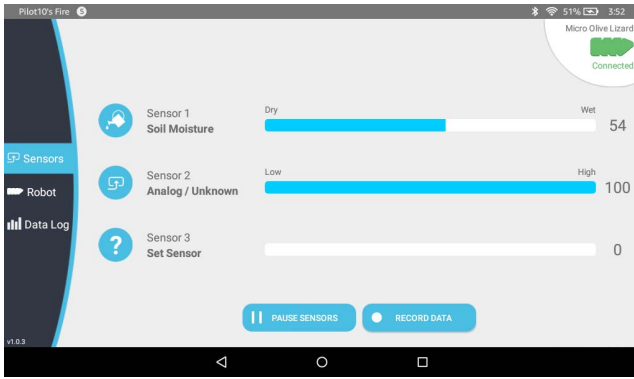 Pilot10's Fire S 51% 3:52
Micro Olive Lizard
Connected
Sensors
Robot
Data Log
v1.0.3
Sensor 1
Soil Moisture
Dry Wet
54
Sensor 2
Analog / Unknown
Low High
100
?
Sensor 3
Set Sensor
0
PAUSE SENSORS
RECORD DATA